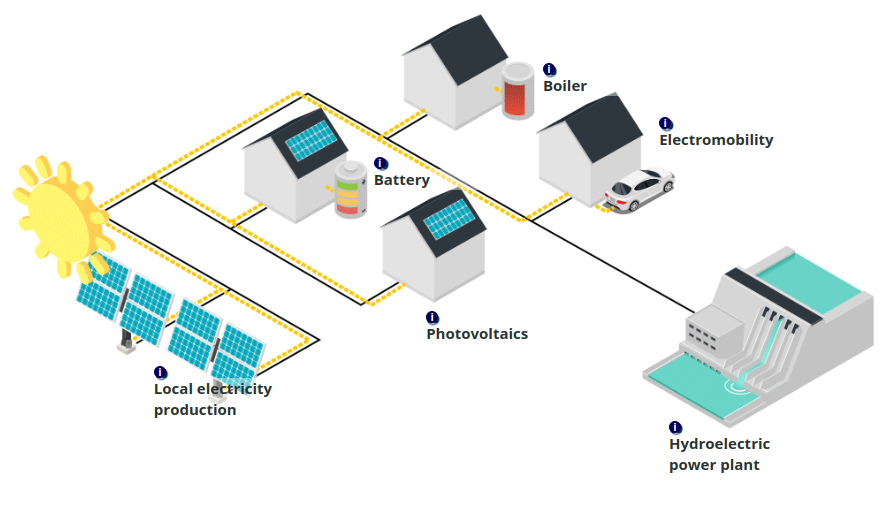 i
Boiler
i
Electromobility
i
Battery
i
Photovoltaics
i
Local electricity
production
i
Hydroelectric
power plant